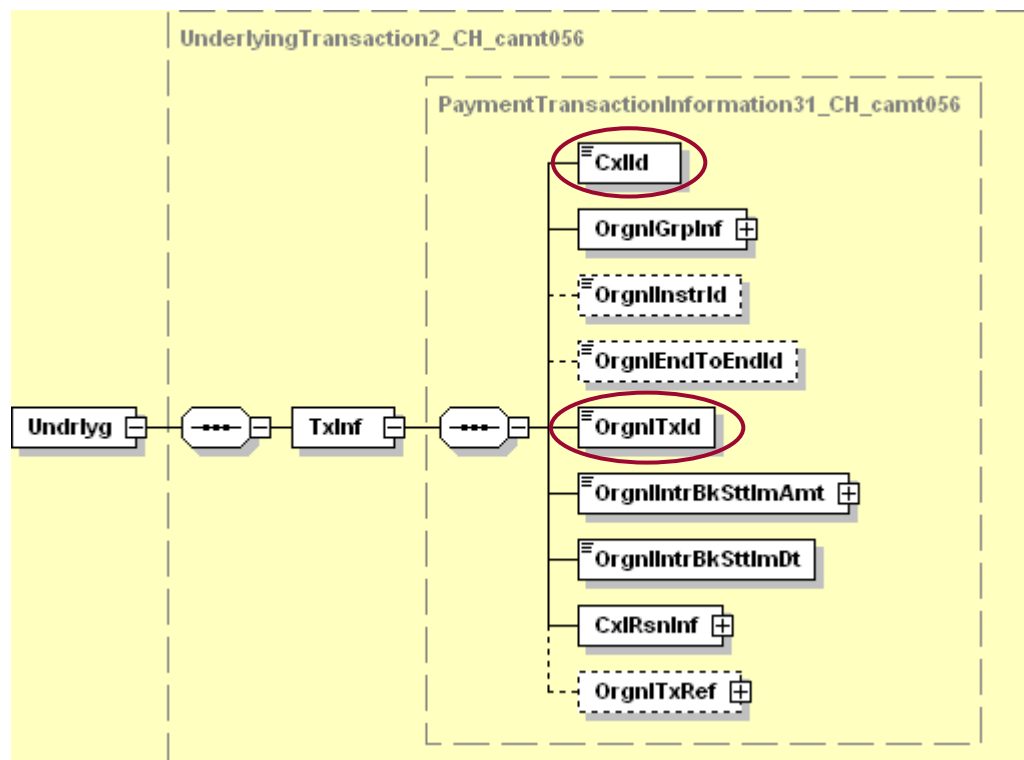 UnderlyingTransaction2_CH_camt056
PaymentTransactionInformation31_CH_camt056
CxlId
OrgnlGrpInf
OrgnlInstrId
OrgnlEndToEndId
Undrlyg
TxInf
OrgnlTxId
OrgnlIntrBkSttlmAmt
OrgnlIntrBkSttlmDt
CxlRsnInf
OrgnlTxRef